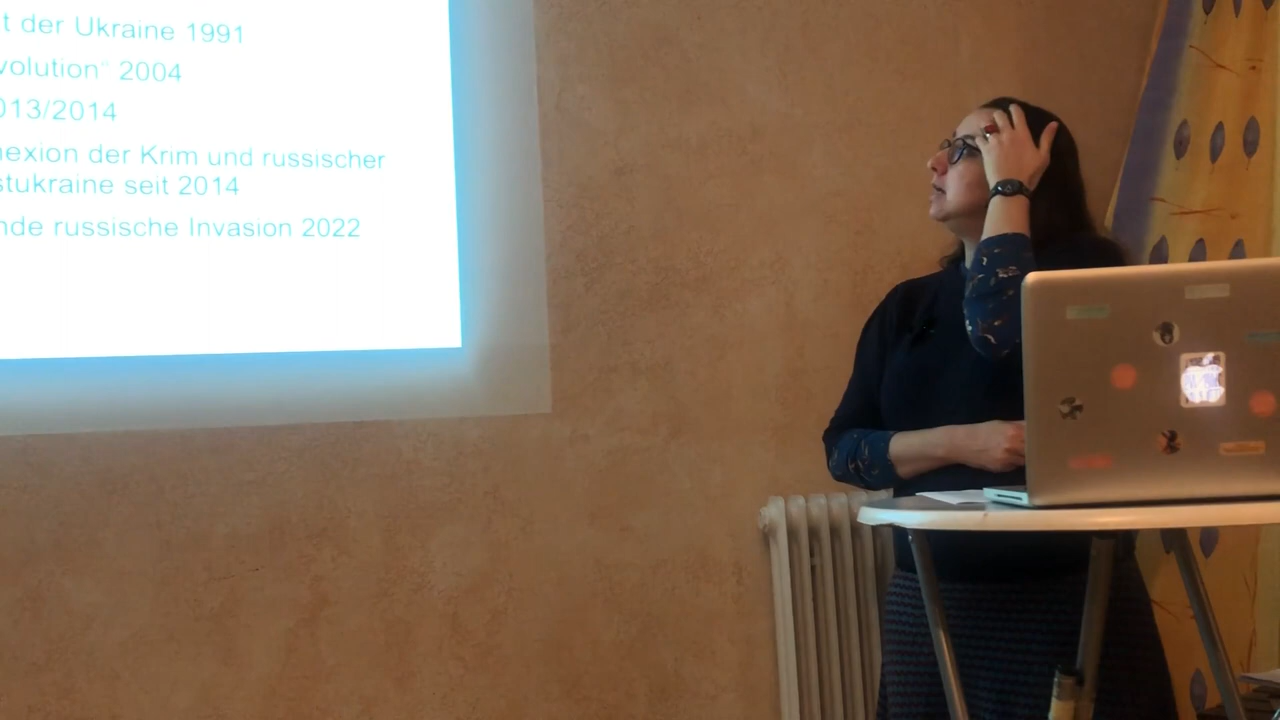 t der Ukraine 1991
volution“ 2004
013/2014
nexion der Krim und russischer
stukraine seit 2014
nde russische Invasion 2022